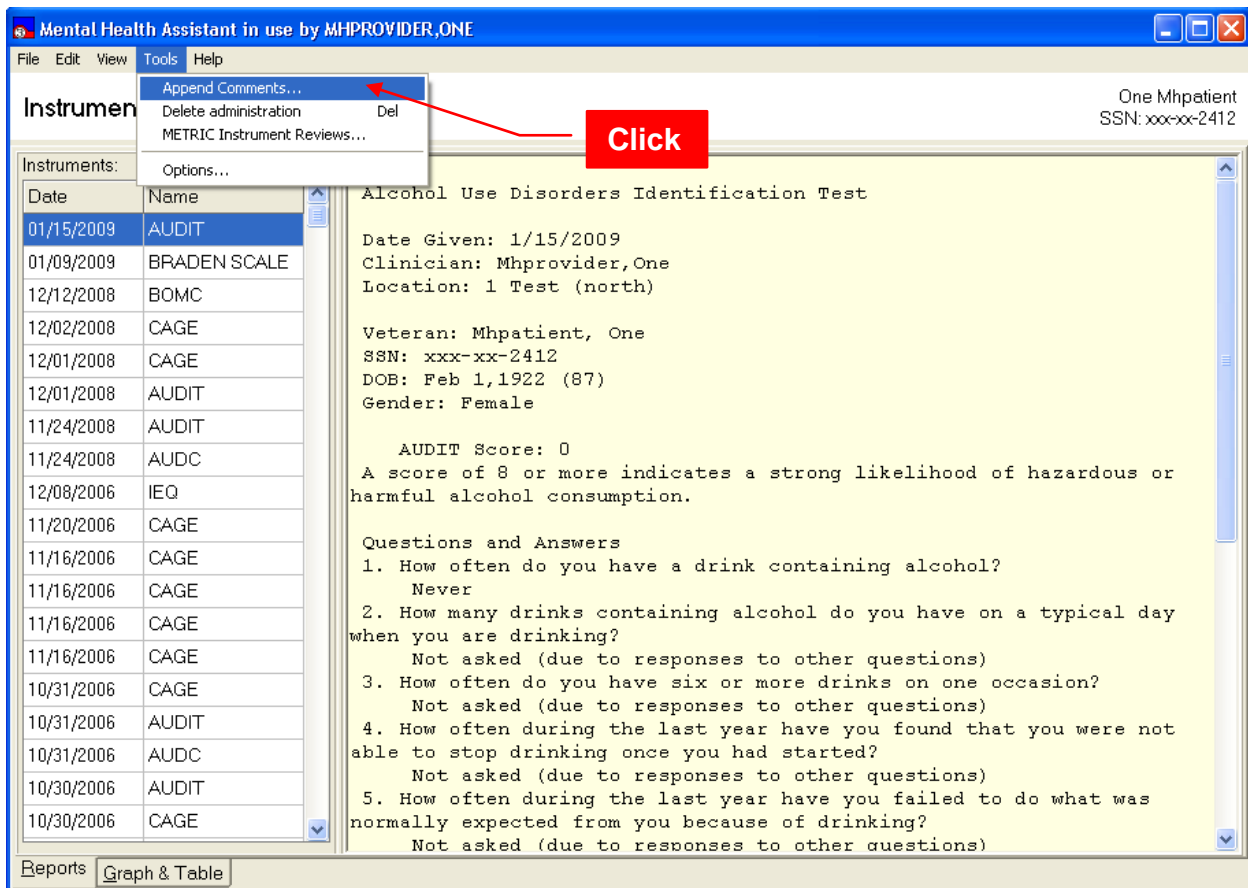 Mental Health Assistant in use by MHPROVIDER,ONE
File Edit View Tools Help
Append Comments...
Delete administration Del
METRIC Instrument Reviews...
Options...
Click
Instrumen
One Mhpatient
SSN: xxx-xx-2412
Instruments:
Date Name
01/15/2009 AUDIT
01/09/2009 BRADEN SCALE
12/12/2008 BOMC
12/02/2008 CAGE
12/01/2008 CAGE
12/01/2008 AUDIT
11/24/2008 AUDIT
11/24/2008 AUDC
12/08/2006 IEQ
11/20/2006 CAGE
11/16/2006 CAGE
11/16/2006 CAGE
11/16/2006 CAGE
11/16/2006 CAGE
10/31/2006 CAGE
10/31/2006 AUDIT
10/31/2006 AUDC
10/30/2006 AUDIT
10/30/2006 CAGE
Alcohol Use Disorders Identification Test
Date Given: 1/15/2009
Clinician: Mhprovider,One
Location: 1 Test (north)
Veteran: Mhpatient, One
SSN: xxx-xx-2412
DOB: Feb 1,1922 (87)
Gender: Female
AUDIT Score: 0
A score of 8 or more indicates a strong likelihood of hazardous or
harmful alcohol consumption.
Questions and Answers
1. How often do you have a drink containing alcohol?
Never
2. How many drinks containing alcohol do you have on a typical day
when you are drinking?
Not asked (due to responses to other questions)
3. How often do you have six or more drinks on one occasion?
Not asked (due to responses to other questions)
4. How often during the last year have you found that you were not
able to stop drinking once you had started?
Not asked (due to responses to other questions)
5. How often during the last year have you failed to do what was
normally expected from you because of drinking?
Not asked (due to responses to other questions)
Reports Graph & Table